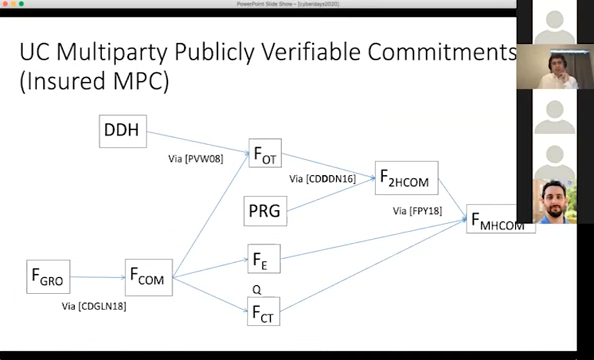 PowerPoint Slide Show - [cyberdays2020]
UC Multiparty Publicly Verifiable Commitments
(Insured MPC)
DDH
Via [PVW08]
FOT
Via [CDDDN16]
F2HCOM
PRG
Via [FPY18]
FMHCOM
FGRO
FCOM
FE
Q
Via [CDGLN18]
FCT